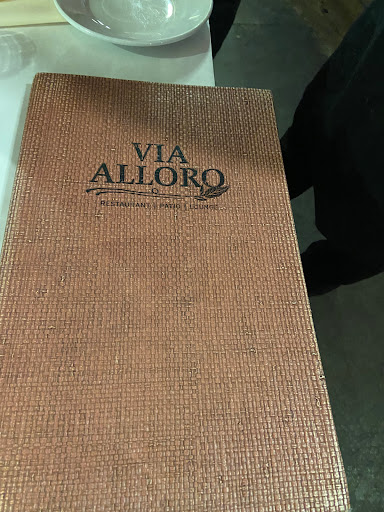 VIA
ALLORO
RESTAURANT | PATIO | LOUNGE